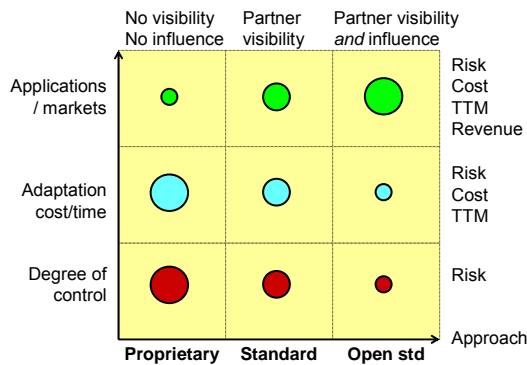 No visibility
No influence
Partner
visibility
Partner visibility
and influence
Applications
/ markets
Risk
Cost
TTM
Revenue
Adaptation
cost/time
Risk
Cost
TTM
Degree of
control
Risk
Approach
Proprietary
Standard
Open std